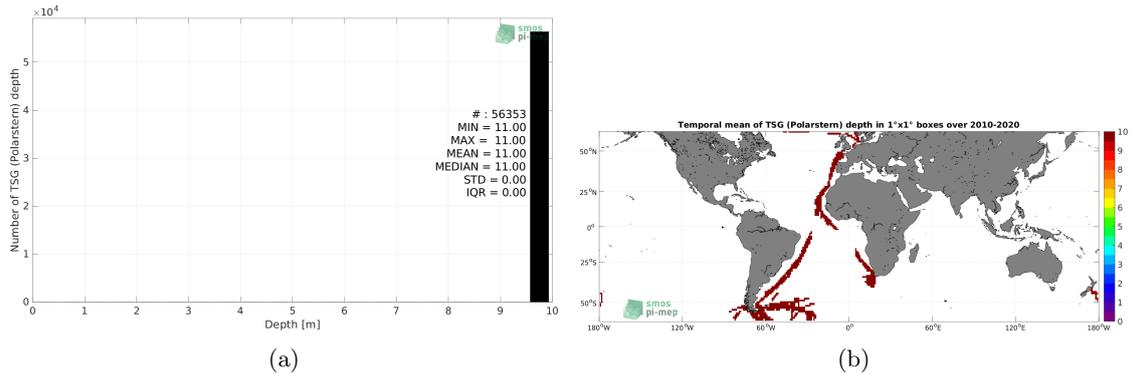 ×10⁴
smos
pi-mep
5
4
3
2
1
0
Number of TSG (Polarstern) depth
# : 56353
MIN = 11.00
MAX = 11.00
MEAN = 11.00
MEDIAN = 11.00
STD = 0.00
IQR = 0.00
0 1 2 3 4 5 6 7 8 9 10
Depth [m]
(a)
Temporal mean of TSG (Polarstern) depth in 1°x1° boxes over 2010-2020
50°N
25°N
0°
25°S
50°S
smos
pi-mep
180°W 120°W 60°W 0° 60°E 120°E 180°W
10
9
8
7
6
5
4
3
2
1
0
(b)